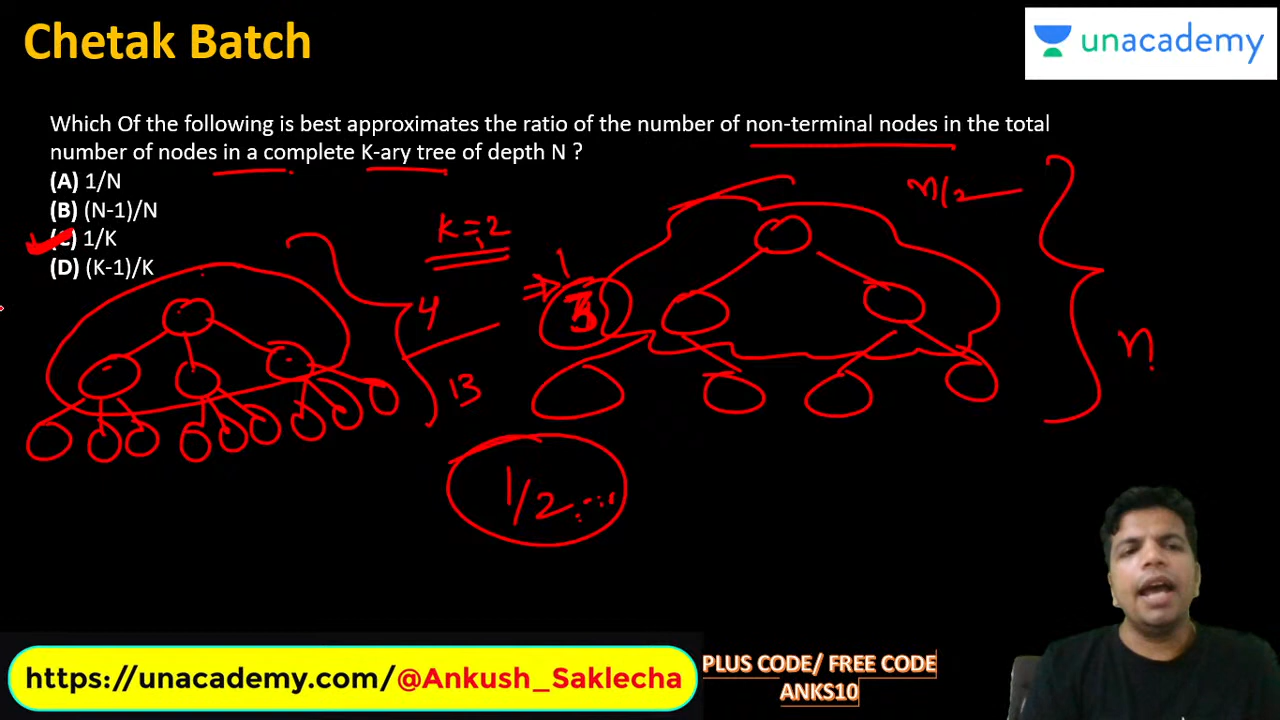 Chetak Batch
unacademy
Which Of the following is best approximates the ratio of the number of non-terminal nodes in the total
number of nodes in a complete K-ary tree of depth N ?
(A) 1/N
(B) (N-1)/N
(C) 1/K
(D) (K-1)/K
n/2
K=2
1
4
13
n
1/2
https://unacademy.com/@Ankush_Saklecha
PLUS CODE/ FREE CODE
ANKS10